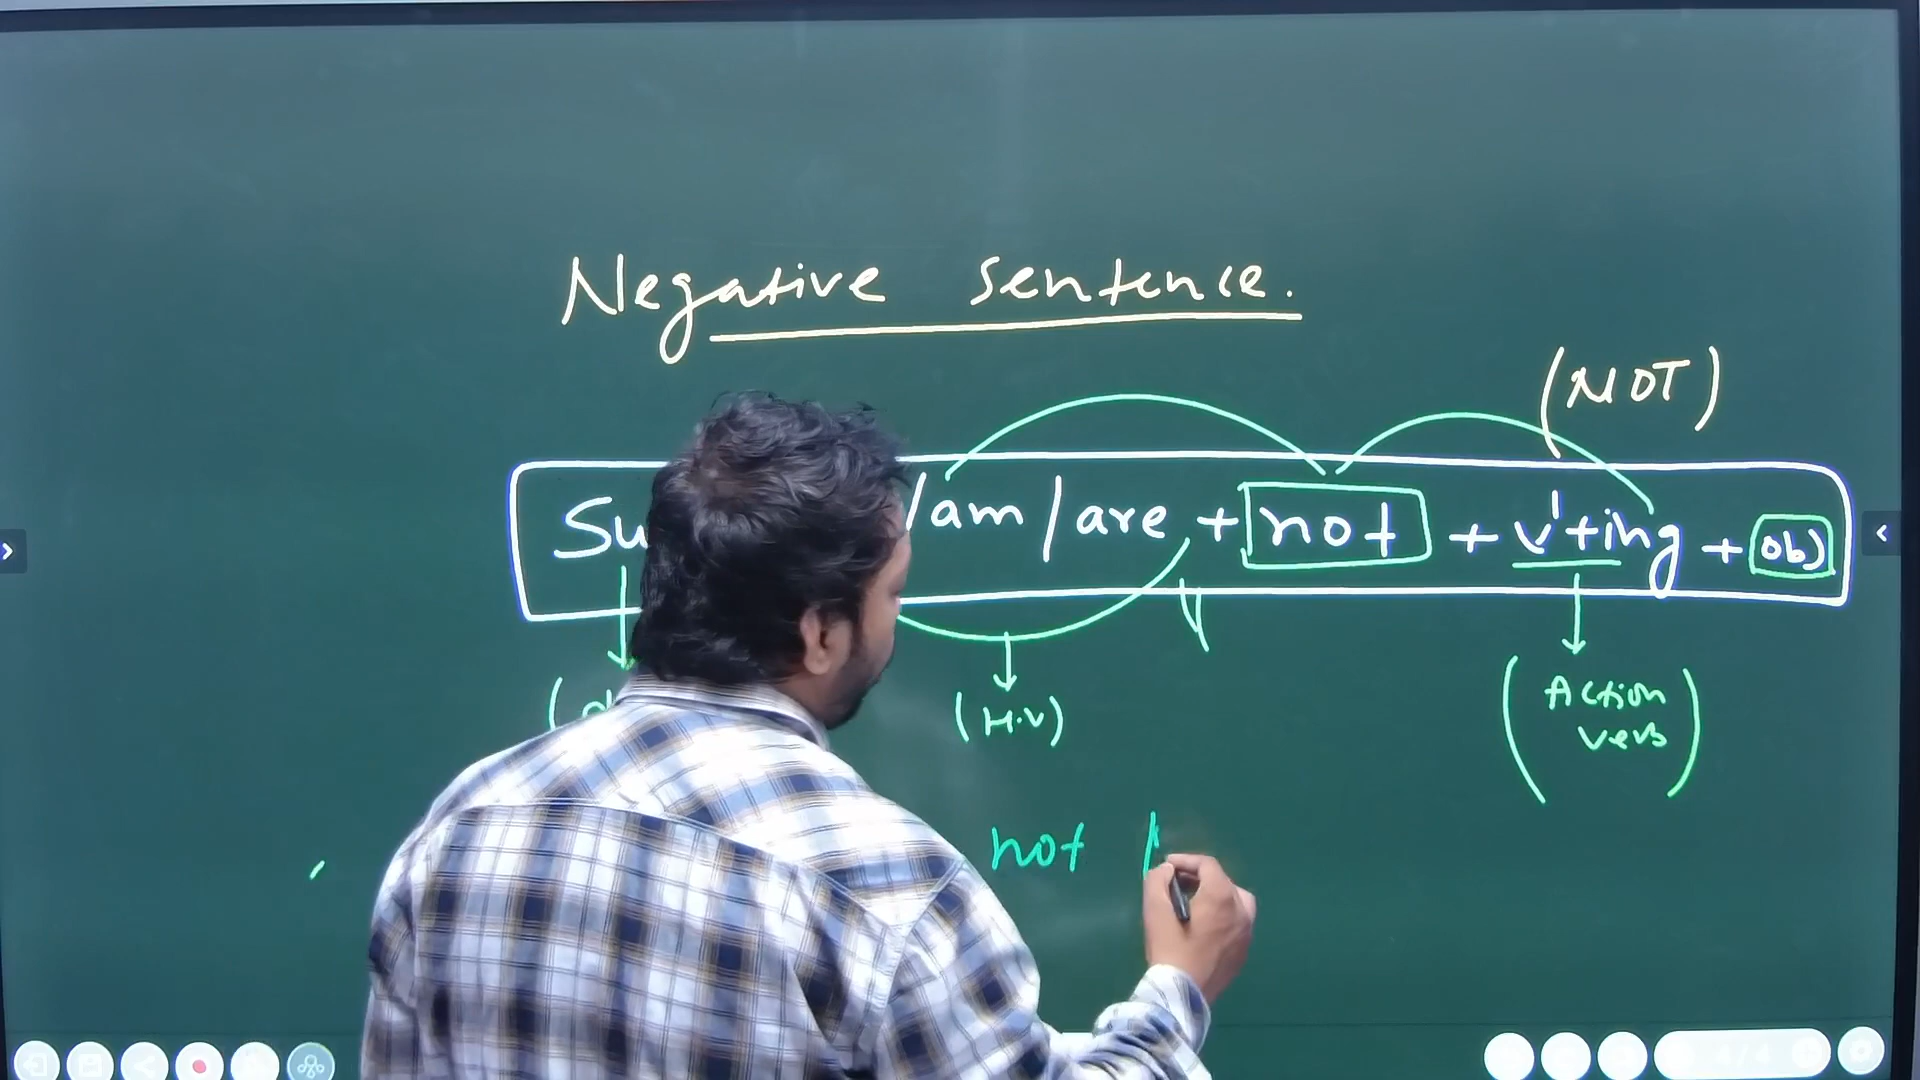 Negative sentence.
(NOT)
Su /am/are + not + v¹+ing + obj
(H.V)
(Action
verb)
not